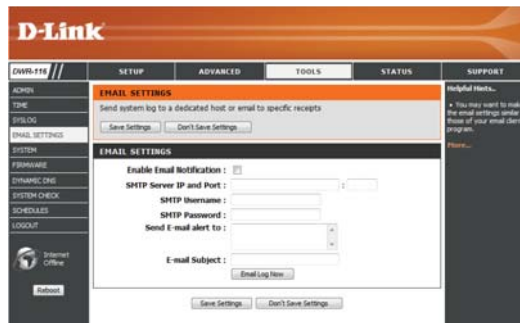 D-Link
DWR-116 SETUP ADVANCED TOOLS STATUS SUPPORT
ADMIN
TIME
SYSLOG
EMAIL SETTINGS
SYSTEM
FIRMWARE
DYNAMIC DNS
SYSTEM CHECK
SCHEDULES
LOGOUT
Internet
Offline
Reboot
EMAIL SETTINGS
Send system log to a dedicated host or email to specific receipts
Save Settings Don't Save Settings
EMAIL SETTINGS
Enable Email Notification :
SMTP Server IP and Port : :
SMTP Username :
SMTP Password :
Send E-mail alert to :
E-mail Subject :
Email Log Now
Save Settings Don't Save Settings
Helpful Hints..
• You may want to make
the email settings similar
those of your email client
program.
More...